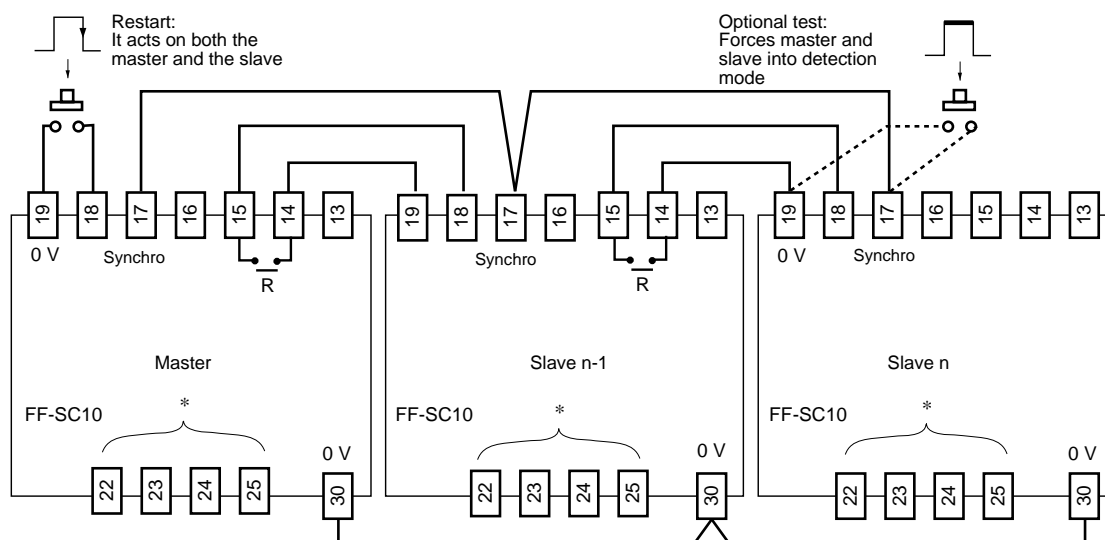 Restart:
It acts on both the
master and the slave
Optional test:
Forces master and
slave into detection
mode
19 18 17 16 15 14 13
19 18 17 16 15 14 13
19 18 17 16 15 14 13
0 V
Synchro
R
Synchro
R
0 V
Synchro
Master
Slave n-1
Slave n
FF-SC10
*
FF-SC10
*
FF-SC10
*
0 V
0 V
0 V
22 23 24 25 30
22 23 24 25 30
22 23 24 25 30